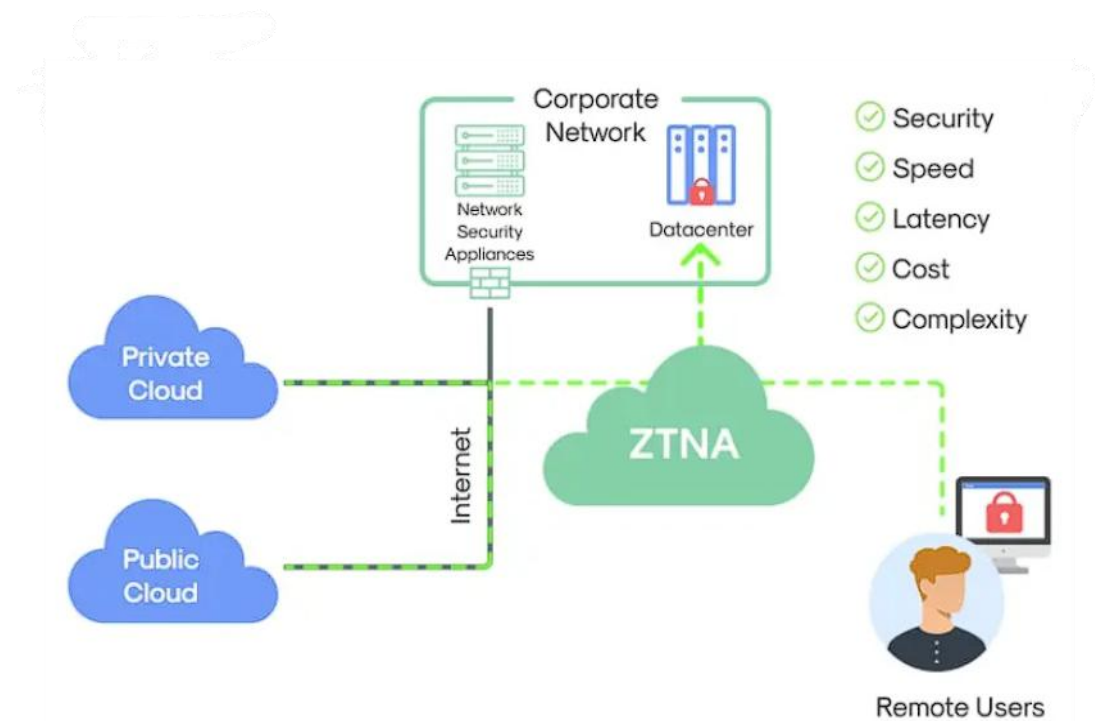 Corporate
Network
Network
Security
Appliances
Datacenter
Security
Speed
Latency
Cost
Complexity
Private
Cloud
Internet
ZTNA
Public
Cloud
Remote Users